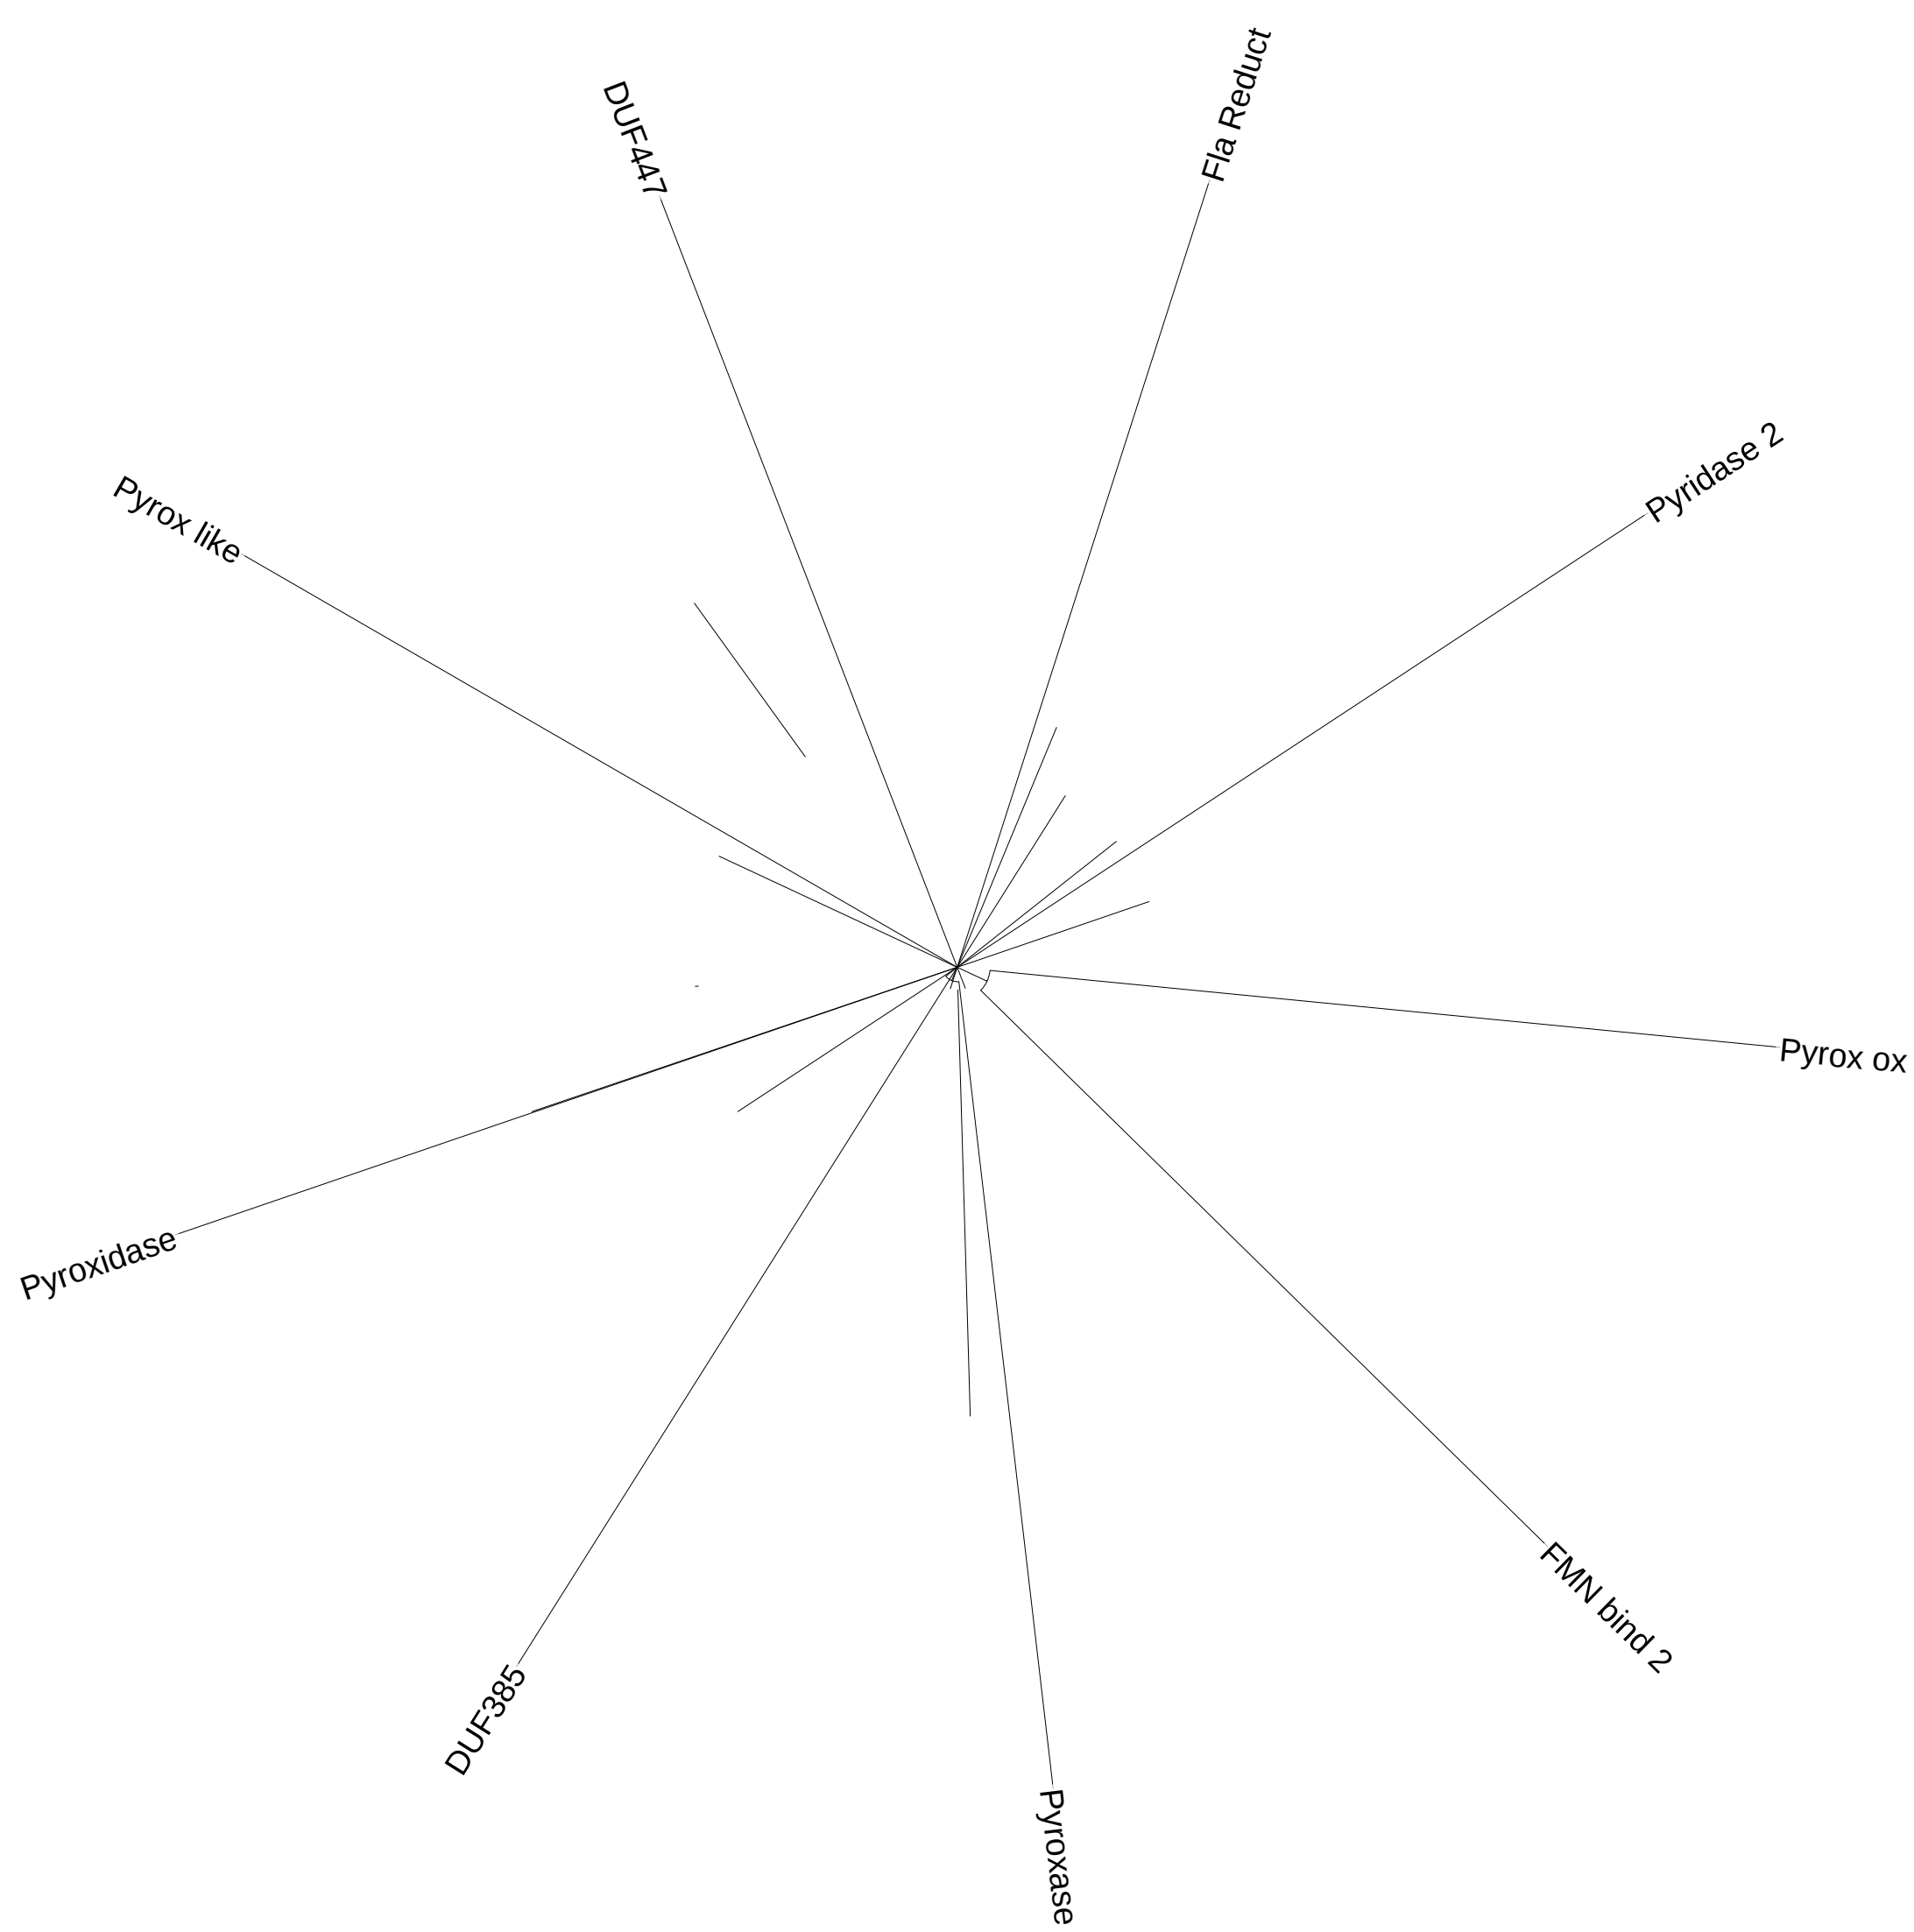 Fla Reduct
DUF447
Pyridase 2
Pyrox like
Pyrox ox
Pyroxidase
FMN bind 2
DUF385
Pyroxase